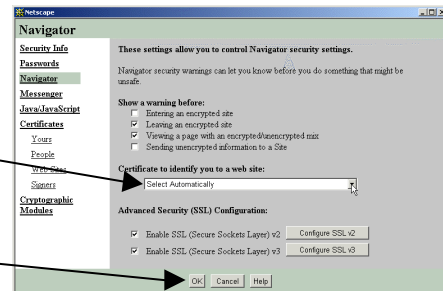 Netscape
Navigator
Security Info
Passwords
Navigator
Messenger
Java/JavaScript
Certificates
Yours
People
Web Sites
Signers
Cryptographic
Modules
These settings allow you to control Navigator security settings.
Navigator security warnings can let you know before you do something that might be
unsafe.
Show a warning before:
Entering an encrypted site
Leaving an encrypted site
Viewing a page with an encrypted/unencrypted mix
Sending unencrypted information to a Site
Certificate to identify you to a web site:
Select Automatically
Advanced Security (SSL) Configuration:
Enable SSL (Secure Sockets Layer) v2 Configure SSL v2
Enable SSL (Secure Sockets Layer) v3 Configure SSL v3
OK Cancel Help